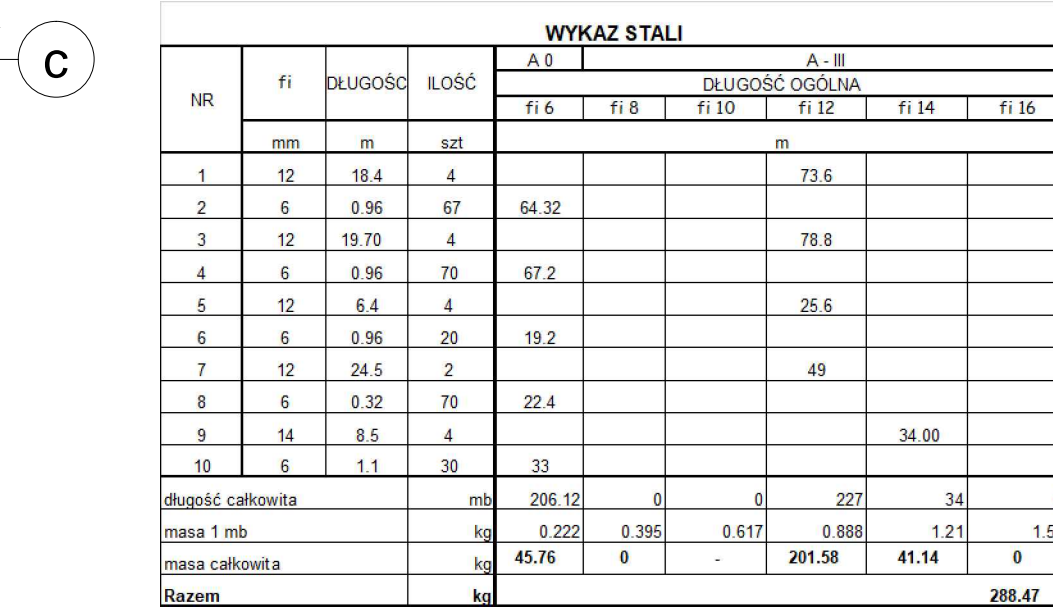 C
WYKAZ STALI
NR fi DŁUGOŚC ILOŚĆ A 0 A - III
DŁUGOŚĆ OGÓLNA
fi 6 fi 8 fi 10 fi 12 fi 14 fi 16
mm m szt m
1 12 18.4 4 73.6
2 6 0.96 67 64.32
3 12 19.70 4 78.8
4 6 0.96 70 67.2
5 12 6.4 4 25.6
6 6 0.96 20 19.2
7 12 24.5 2 49
8 6 0.32 70 22.4
9 14 8.5 4 34.00
10 6 1.1 30 33
długość całkowita mb 206.12 0 0 227 34
masa 1 mb kg 0.222 0.395 0.617 0.888 1.21 1.5
masa całkowita kg 45.76 0 - 201.58 41.14 0
Razem kg 288.47